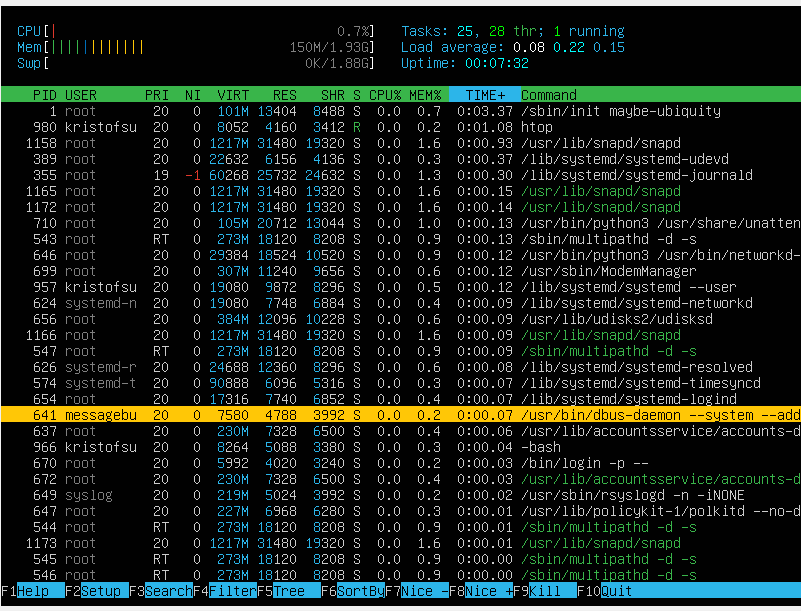 CPU[| 0.7%] Tasks: 25, 28 thr; 1 running
Mem[|||||||||||| 150M/1.93G] Load average: 0.08 0.22 0.15
Swp[ 0K/1.88G] Uptime: 00:07:32
PID USER PRI NI VIRT RES SHR S CPU% MEM% TIME+ Command
1 root 20 0 101M 13404 8488 S 0.0 0.7 0:03.37 /sbin/init maybe-ubiquity
980 kristofsu 20 0 8052 4160 3412 R 0.0 0.2 0:01.08 htop
1158 root 20 0 1217M 31480 19320 S 0.0 1.6 0:00.93 /usr/lib/snapd/snapd
389 root 20 0 22632 6156 4136 S 0.0 0.3 0:00.37 /lib/systemd/systemd-udevd
355 root 19 -1 60268 25732 24632 S 0.0 1.3 0:00.30 /lib/systemd/systemd-journald
1165 root 20 0 1217M 31480 19320 S 0.0 1.6 0:00.15 /usr/lib/snapd/snapd
1172 root 20 0 1217M 31480 19320 S 0.0 1.6 0:00.14 /usr/lib/snapd/snapd
710 root 20 0 105M 20712 13044 S 0.0 1.0 0:00.13 /usr/bin/python3 /usr/share/unatten
543 root RT 0 273M 18120 8208 S 0.0 0.9 0:00.13 /sbin/multipathd -d -s
646 root 20 0 29384 18524 10520 S 0.0 0.9 0:00.12 /usr/bin/python3 /usr/bin/networkd-
699 root 20 0 307M 11240 9656 S 0.0 0.6 0:00.12 /usr/sbin/ModemManager
957 kristofsu 20 0 19080 9872 8296 S 0.0 0.5 0:00.12 /lib/systemd/systemd --user
624 systemd-n 20 0 19080 7748 6884 S 0.0 0.4 0:00.09 /lib/systemd/systemd-networkd
656 root 20 0 384M 12096 10228 S 0.0 0.6 0:00.09 /usr/lib/udisks2/udisksd
1166 root 20 0 1217M 31480 19320 S 0.0 1.6 0:00.09 /usr/lib/snapd/snapd
547 root RT 0 273M 18120 8208 S 0.0 0.9 0:00.09 /sbin/multipathd -d -s
626 systemd-r 20 0 24688 12360 8296 S 0.0 0.6 0:00.08 /lib/systemd/systemd-resolved
574 systemd-t 20 0 90888 6096 5316 S 0.0 0.3 0:00.07 /lib/systemd/systemd-timesyncd
654 root 20 0 17316 7740 6852 S 0.0 0.4 0:00.07 /lib/systemd/systemd-logind
641 messagebu 20 0 7580 4788 3992 S 0.0 0.2 0:00.07 /usr/bin/dbus-daemon --system --add
637 root 20 0 230M 7328 6500 S 0.0 0.4 0:00.06 /usr/lib/accountsservice/accounts-d
966 kristofsu 20 0 8264 5088 3380 S 0.0 0.3 0:00.04 -bash
670 root 20 0 5992 4020 3240 S 0.0 0.2 0:00.03 /bin/login -p --
672 root 20 0 230M 7328 6500 S 0.0 0.4 0:00.03 /usr/lib/accountsservice/accounts-d
649 syslog 20 0 219M 5024 3992 S 0.0 0.2 0:00.02 /usr/sbin/rsyslogd -n -iNONE
647 root 20 0 227M 6968 6280 S 0.0 0.3 0:00.01 /usr/lib/policykit-1/polkitd --no-d
544 root RT 0 273M 18120 8208 S 0.0 0.9 0:00.01 /sbin/multipathd -d -s
1173 root 20 0 1217M 31480 19320 S 0.0 1.6 0:00.01 /usr/lib/snapd/snapd
545 root RT 0 273M 18120 8208 S 0.0 0.9 0:00.00 /sbin/multipathd -d -s
546 root RT 0 273M 18120 8208 S 0.0 0.9 0:00.00 /sbin/multipathd -d -s
F1Help F2Setup F3SearchF4FilterF5Tree F6SortByF7Nice -F8Nice +F9Kill F10Quit